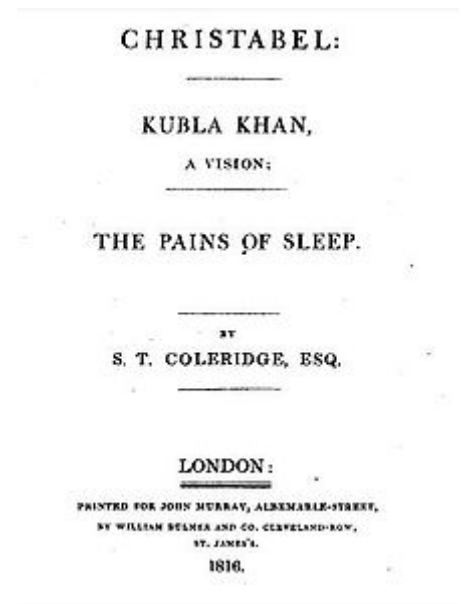 CHRISTABEL:
KUBLA KHAN,
A VISION;
THE PAINS OF SLEEP.
BY
S. T. COLERIDGE, ESQ.
LONDON:
PRINTED FOR JOHN MURRAY, ALBEMARLE-STREET,
BY WILLIAM BULMER AND CO. CLEVELAND-ROW,
ST. JAMES'S.
1816.